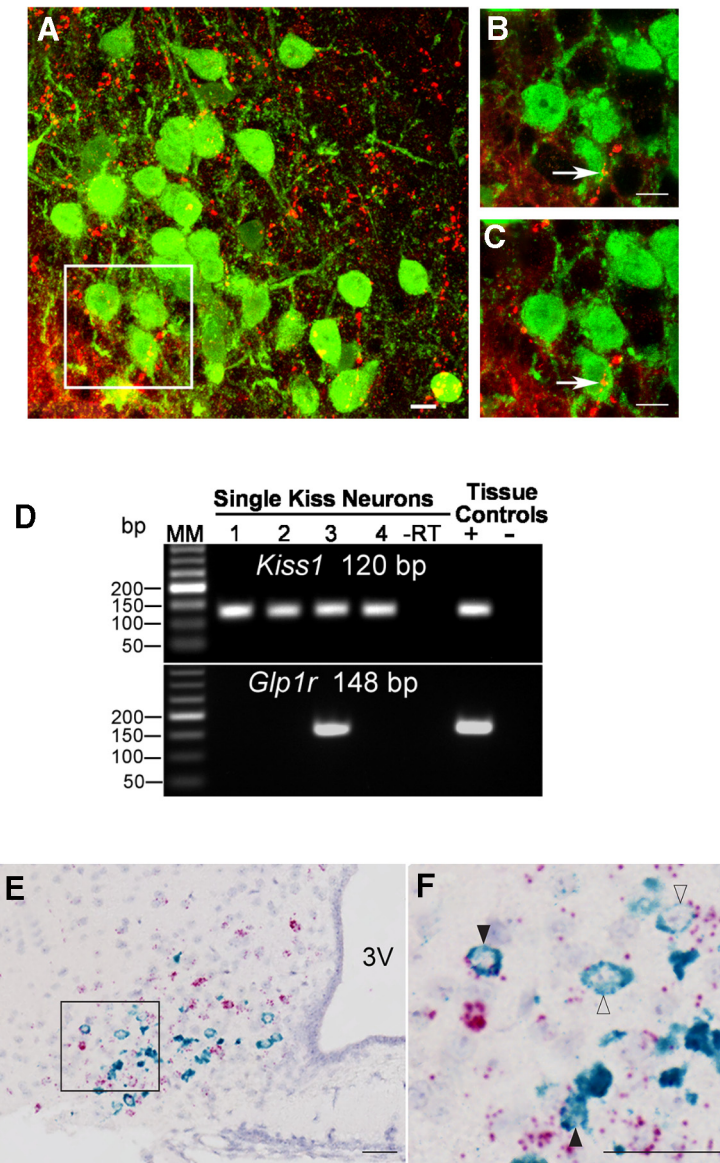 A
B
C
D
Single Kiss Neurons
Tissue
Controls
bp
MM
1
2
3
4
-RT
+
-
Kiss1 120 bp
200
150
100
50
Glp1r 148 bp
200
150
100
50
E
3V
F